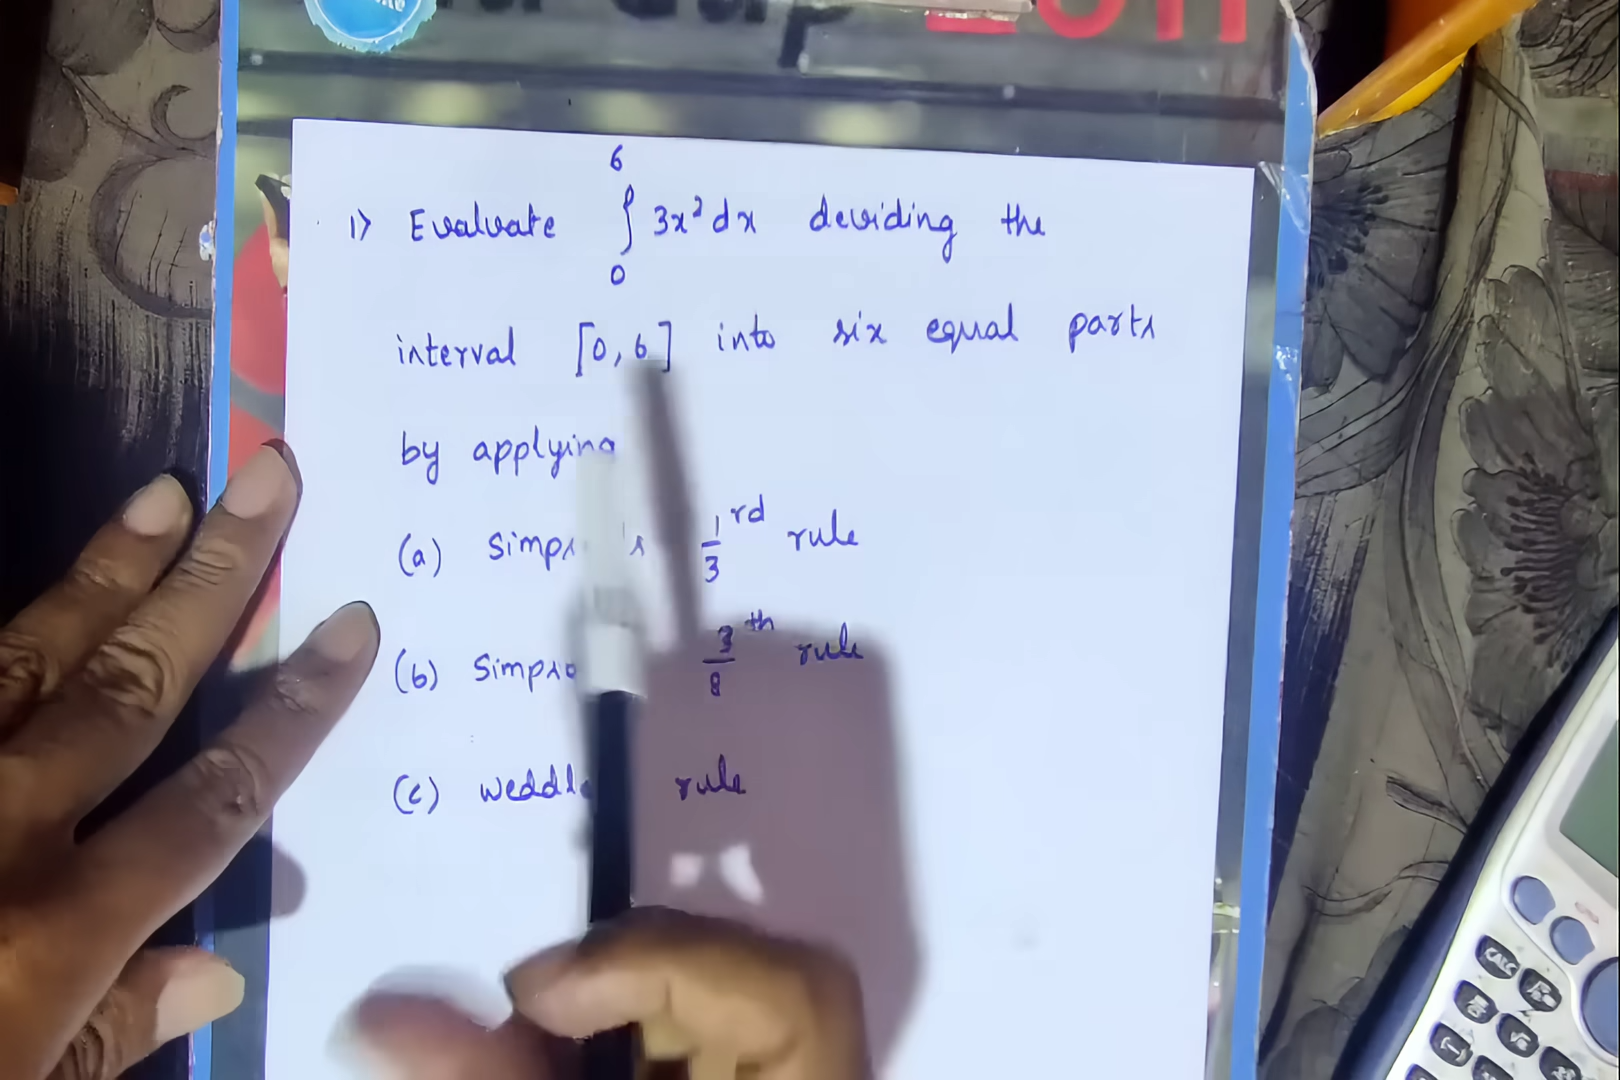 1) Evaluate ∫₀⁶ 3x² dx deviding the
interval [0, 6] into six equal parts
by applying
(a) 1/3 rd rule
(b) 3/8 th rule
(c) rule
CALC